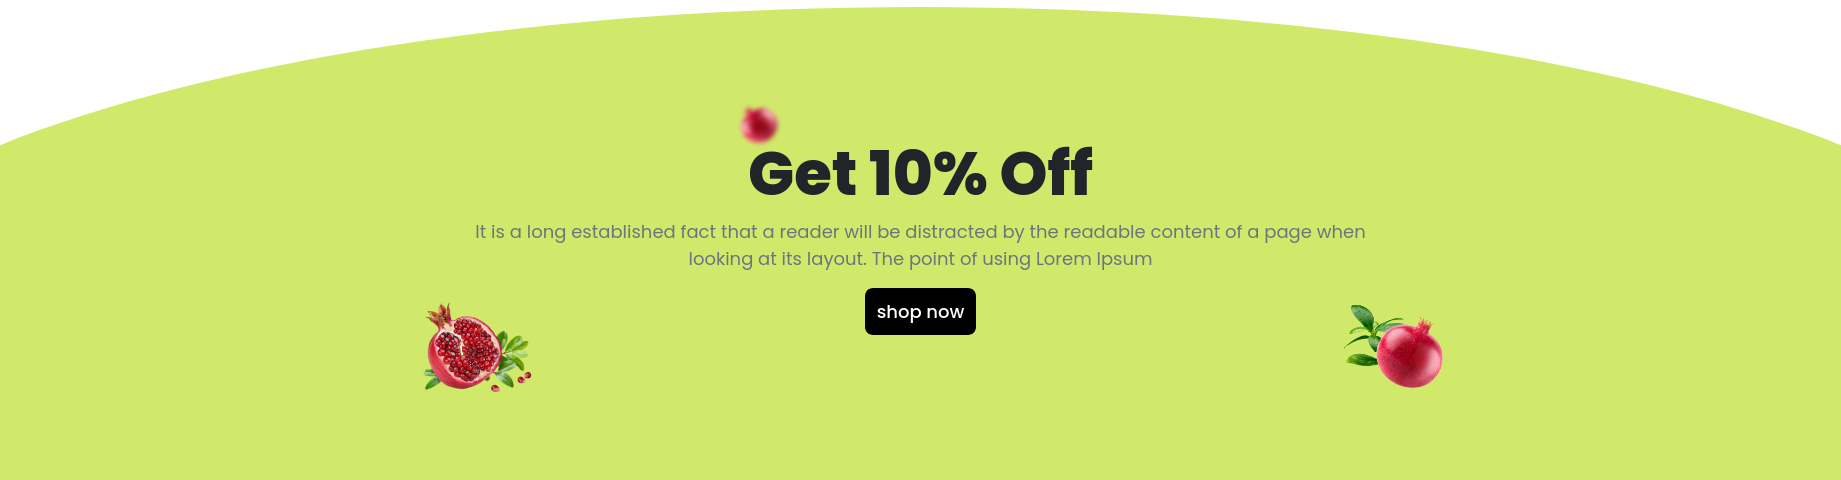 Get 10% Off
It is a long established fact that a reader will be distracted by the readable content of a page when
looking at its layout. The point of using Lorem Ipsum
shop now